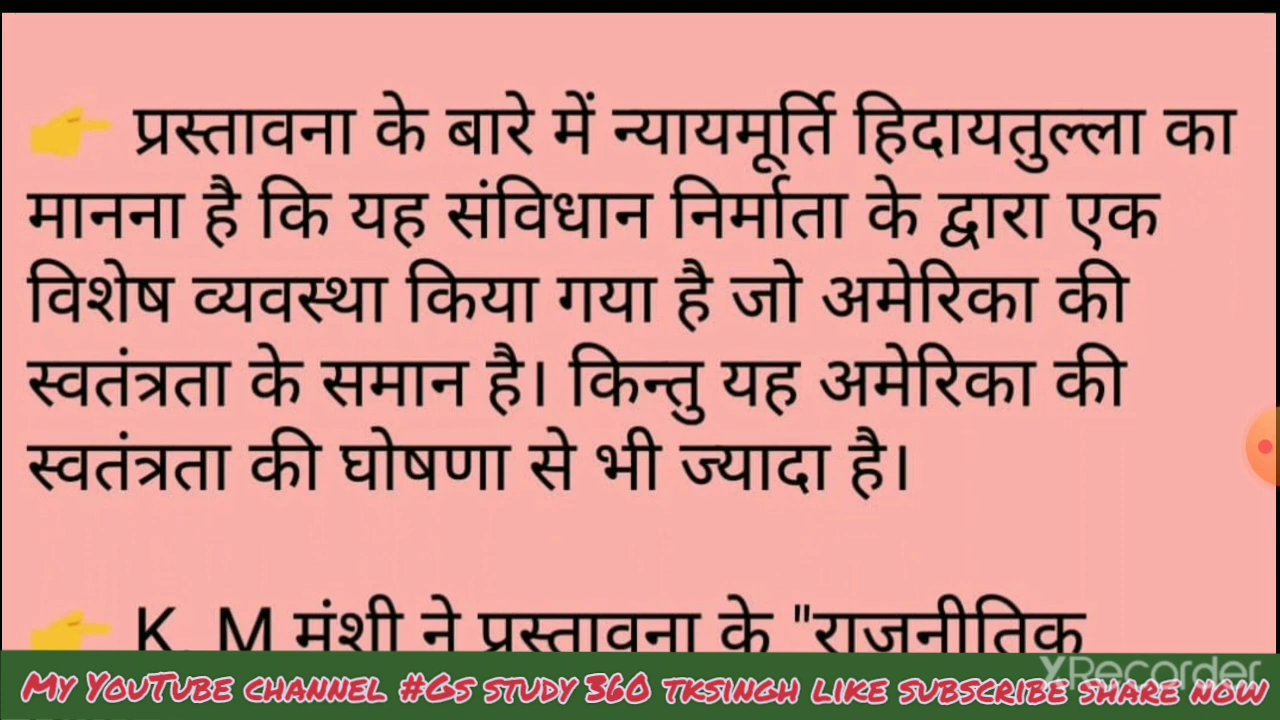 👉 प्रस्तावना के बारे में न्यायमूर्ति हिदायतुल्ला का
मानना है कि यह संविधान निर्माता के द्वारा एक
विशेष व्यवस्था किया गया है जो अमेरिका की
स्वतंत्रता के समान है। किन्तु यह अमेरिका की
स्वतंत्रता की घोषणा से भी ज्यादा है।
👉 K. M मुंशी ने प्रस्तावना के "राजनीतिक
XRecorder
My YouTube channel #Gs study 360 tksingh like subscribe share now